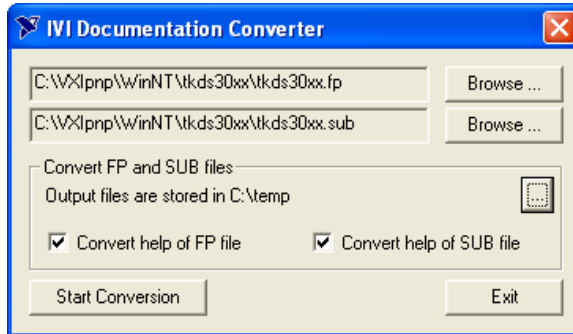 IVI Documentation Converter
C:\VXIpnp\WinNT\tkds30xx\tkds30xx.fp
Browse ...
C:\VXIpnp\WinNT\tkds30xx\tkds30xx.sub
Browse ...
Convert FP and SUB files
Output files are stored in C:\temp
...
Convert help of FP file
Convert help of SUB file
Start Conversion
Exit